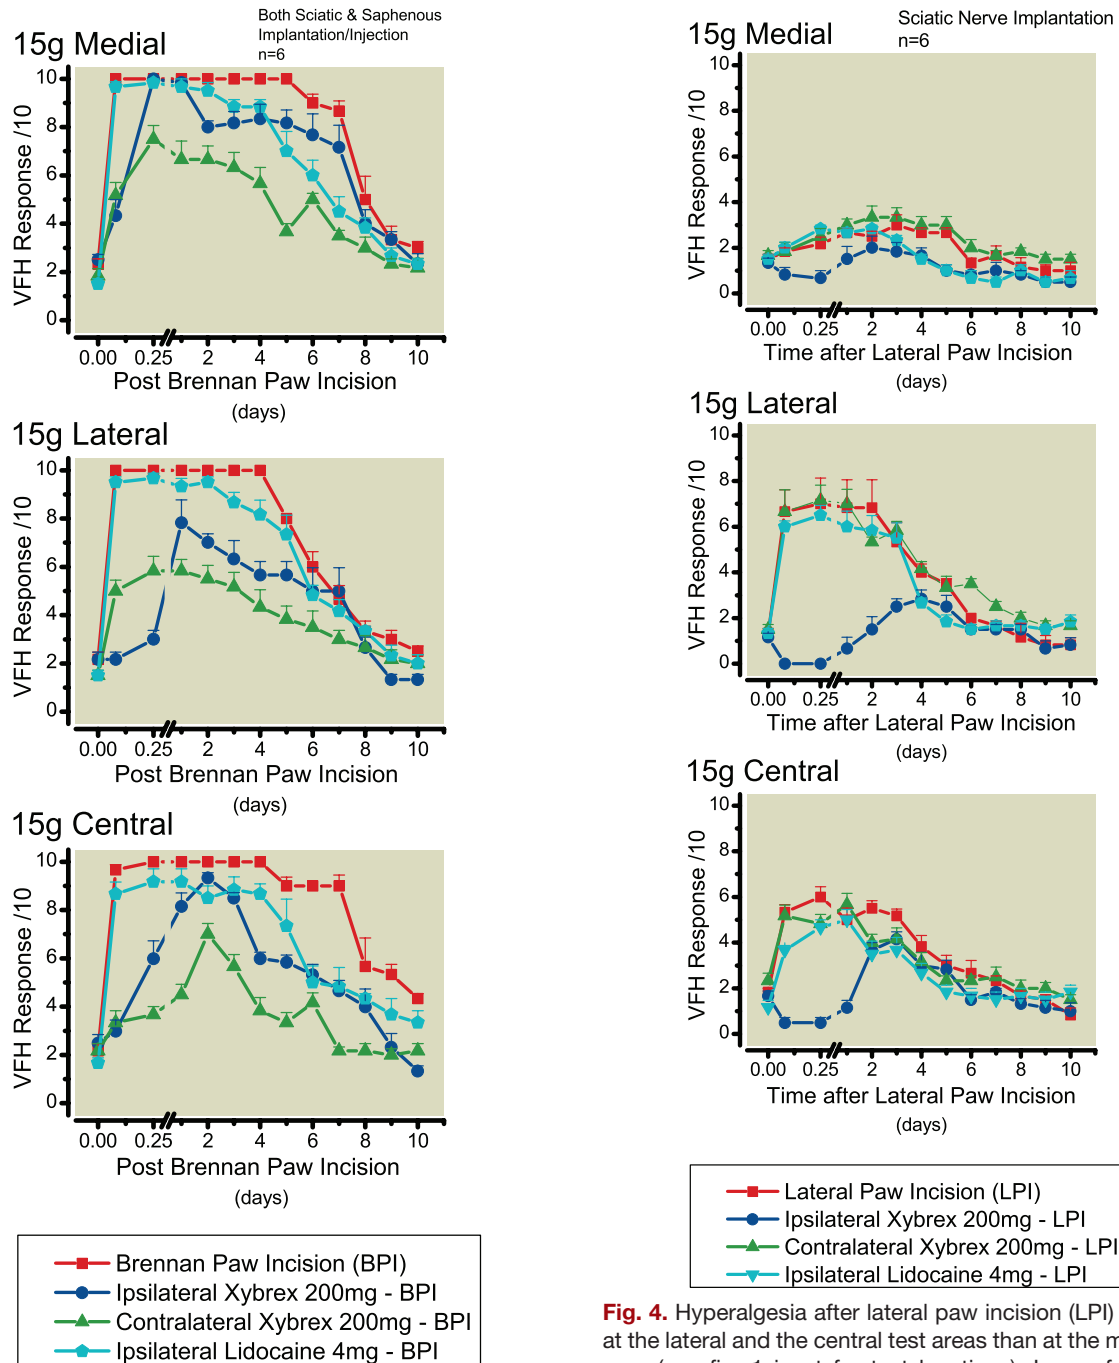 Both Sciatic & Saphenous
Implantation/Injection
n=6
15g Medial
VFH Response /10
10
8
6
4
2
0
0.00 0.25 2 4 6 8 10
Post Brennan Paw Incision
(days)
15g Lateral
VFH Response /10
10
8
6
4
2
0
0.00 0.25 2 4 6 8 10
Post Brennan Paw Incision
(days)
15g Central
VFH Response /10
10
8
6
4
2
0
0.00 0.25 2 4 6 8 10
Post Brennan Paw Incision
(days)
Brennan Paw Incision (BPI)
Ipsilateral Xybrex 200mg - BPI
Contralateral Xybrex 200mg - BPI
Ipsilateral Lidocaine 4mg - BPI
Sciatic Nerve Implantation
n=6
15g Medial
VFH Response /10
10
8
6
4
2
0
0.00 0.25 2 4 6 8 10
Time after Lateral Paw Incision
(days)
15g Lateral
VFH Response /10
10
8
6
4
2
0
0.00 0.25 2 4 6 8 10
Time after Lateral Paw Incision
(days)
15g Central
VFH Response /10
10
8
6
4
2
0
0.00 0.25 2 4 6 8 10
Time after Lateral Paw Incision
(days)
Lateral Paw Incision (LPI)
Ipsilateral Xybrex 200mg - LPI
Contralateral Xybrex 200mg - LPI
Ipsilateral Lidocaine 4mg - LPI
Fig. 4. Hyperalgesia after lateral paw incision (LPI)
at the lateral and the central test areas than at the m